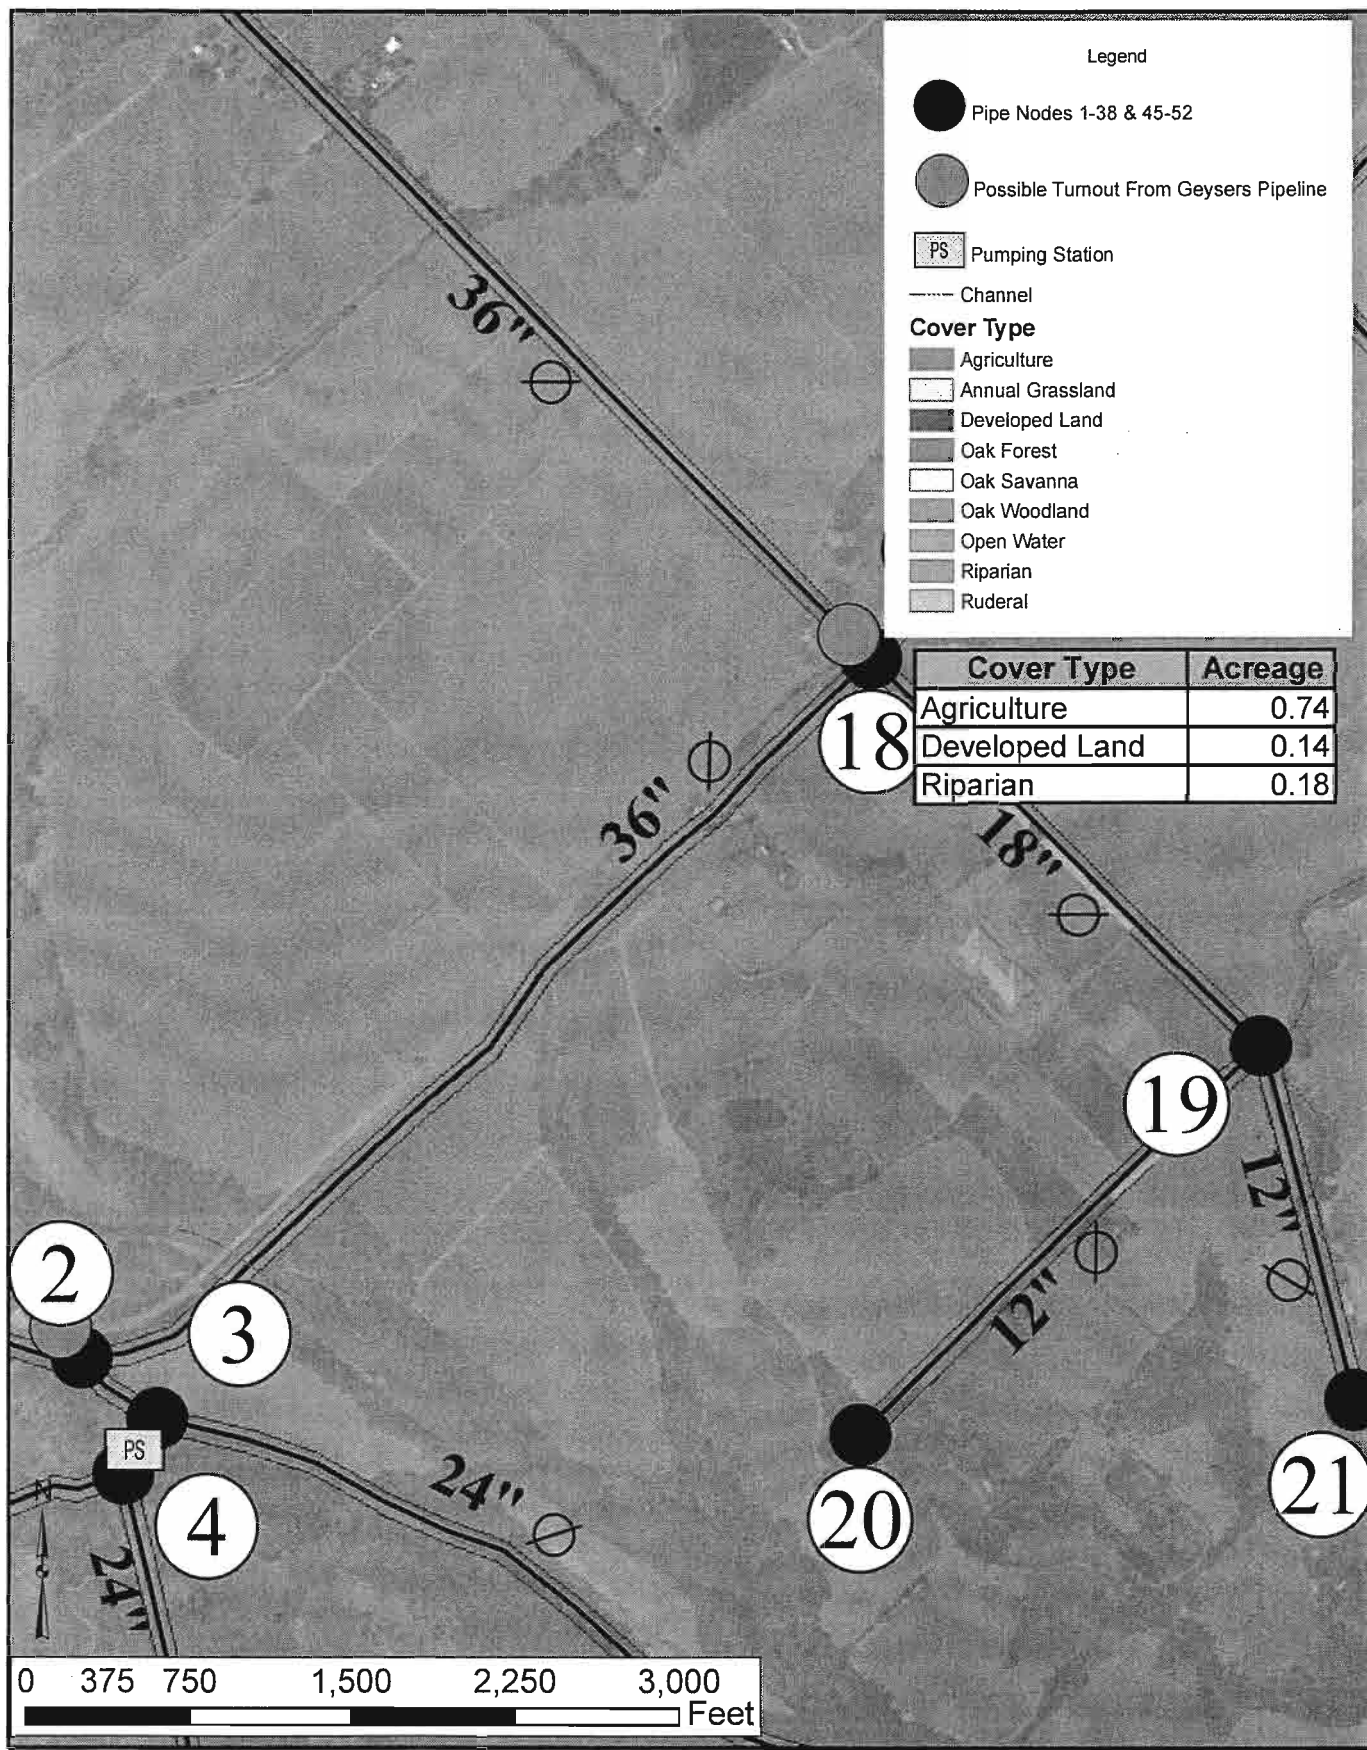 Legend
Pipe Nodes 1-38 & 45-52
Possible Turnout From Geysers Pipeline
PS Pumping Station
Channel
Cover Type
Agriculture
Annual Grassland
Developed Land
Oak Forest
Oak Savanna
Oak Woodland
Open Water
Riparian
Ruderal
36"
Cover Type Acreage
Agriculture 0.74
Developed Land 0.14
Riparian 0.18
18
36"
18"
19
12"
2
3
12"
PS
24"
20
21
N
4
24"
0 375 750 1,500 2,250 3,000
Feet